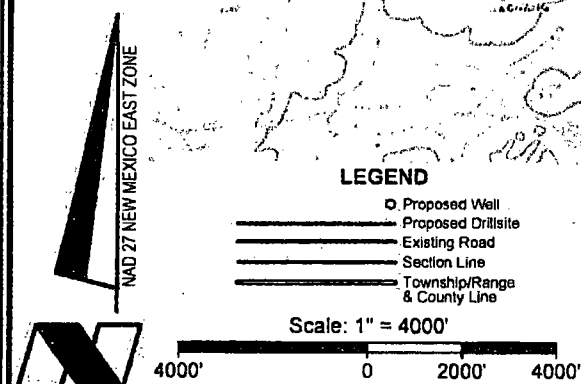 NAD 27 NEW MEXICO EAST ZONE
LEGEND
Proposed Well
Proposed Drillsite
Existing Road
Section Line
Township/Range
& County Line
Scale: 1" = 4000'
4000' 0 2000' 4000'